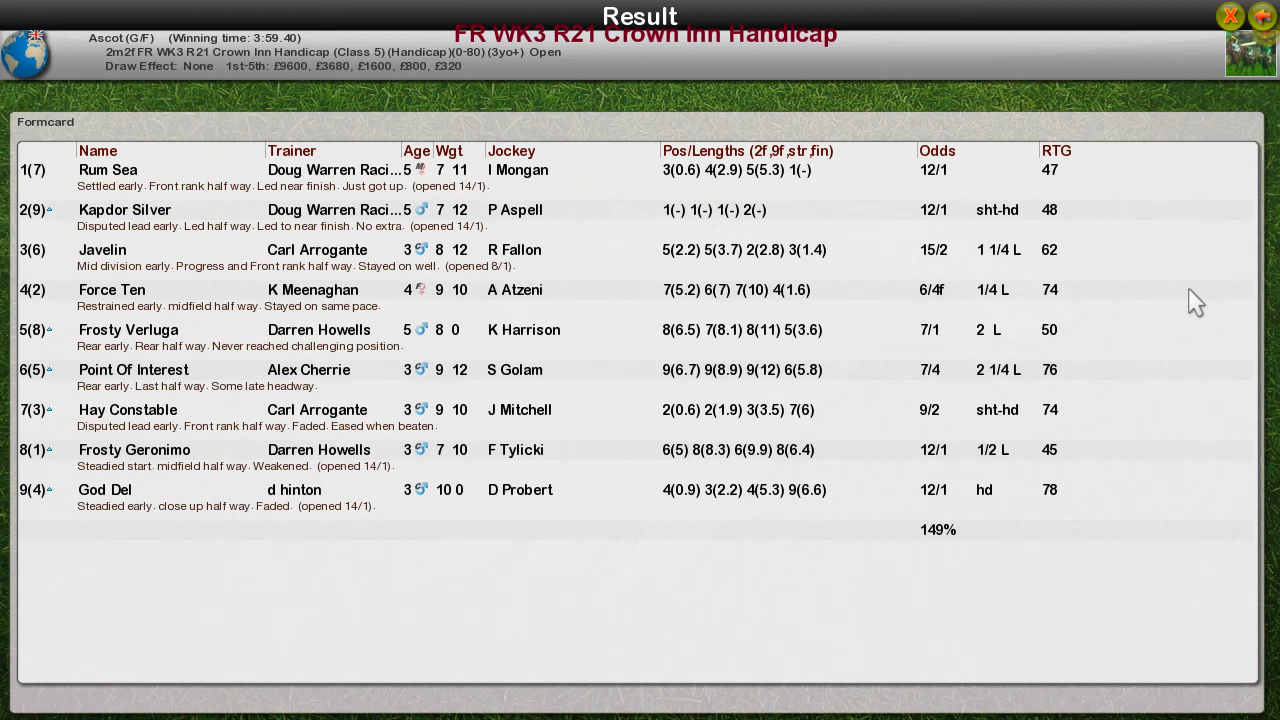 Result
FR WK3 R21 Crown Inn Handicap
Ascot (G/F) (Winning time: 3:59.40)
2m2f FR WK3 R21 Crown Inn Handicap (Class 5) (Handicap)(0-80) (3yo+) Open
Draw Effect: None 1st-5th: £9600, £3680, £1600, £800, £320
Formcard
Name Trainer Age Wgt Jockey Pos/Lengths (2f,9f,str,fin) Odds RTG
1(7) Rum Sea Doug Warren Raci... 5 7 11 I Mongan 3(0.6) 4(2.9) 5(5.3) 1(-) 12/1 47
Settled early. Front rank half way. Led near finish. Just got up. (opened 14/1).
2(9) Kapdor Silver Doug Warren Raci... 5 7 12 P Aspell 1(-) 1(-) 1(-) 2(-) 12/1 sht-hd 48
Disputed lead early. Led half way. Led to near finish. No extra. (opened 14/1).
3(6) Javelin Carl Arrogante 3 8 12 R Fallon 5(2.2) 5(3.7) 2(2.8) 3(1.4) 15/2 1 1/4 L 62
Mid division early. Progress and Front rank half way. Stayed on well. (opened 8/1).
4(2) Force Ten K Meenaghan 4 9 10 A Atzeni 7(5.2) 6(7) 7(10) 4(1.6) 6/4f 1/4 L 74
Restrained early. midfield half way. Stayed on same pace.
5(8) Frosty Verluga Darren Howells 5 8 0 K Harrison 8(6.5) 7(8.1) 8(11) 5(3.6) 7/1 2 L 50
Rear early. Rear half way. Never reached challenging position.
6(5) Point Of Interest Alex Cherrie 3 9 12 S Golam 9(6.7) 9(8.9) 9(12) 6(5.8) 7/4 2 1/4 L 76
Rear early. Last half way. Some late headway.
7(3) Hay Constable Carl Arrogante 3 9 10 J Mitchell 2(0.6) 2(1.9) 3(3.5) 7(6) 9/2 sht-hd 74
Disputed lead early. Front rank half way. Faded. Eased when beaten.
8(1) Frosty Geronimo Darren Howells 3 7 10 F Tylicki 6(5) 8(8.3) 6(9.9) 8(6.4) 12/1 1/2 L 45
Steadied start. midfield half way. Weakened. (opened 14/1).
9(4) God Del d hinton 3 10 0 D Probert 4(0.9) 3(2.2) 4(5.3) 9(6.6) 12/1 hd 78
Steadied early. close up half way. Faded. (opened 14/1).
149%